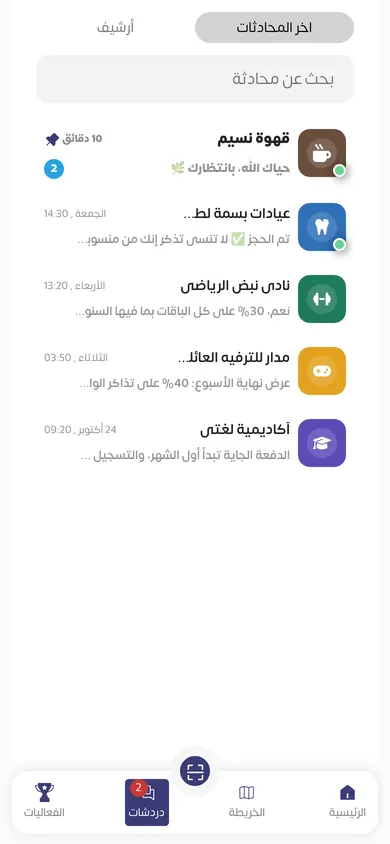 اخر المحادثات
أرشيف
بحث عن محادثة
قهوة نسيم
10 دقائق
حياك الله، بانتظارك 🌿
2
عيادات بسمة لط...
الجمعة , 14:30
تم الحجز ✅ لا تنسى تذكر إنك من منسوبـ...
نادي نبض الرياضي
الأربعاء , 13:20
نعم، 30% على كل الباقات بما فيها السنو...
مدار للترفيه العائلـ...
الثلاثاء , 03:50
عرض نهاية الأسبوع: 40% على تذاكر الوا...
أكاديمية لغتي
24 أكتوبر , 09:20
الدفعة الجاية تبدأ أول الشهر، والتسجيل ...
الرئيسية
الخريطة
2
دردشات
الفعاليات